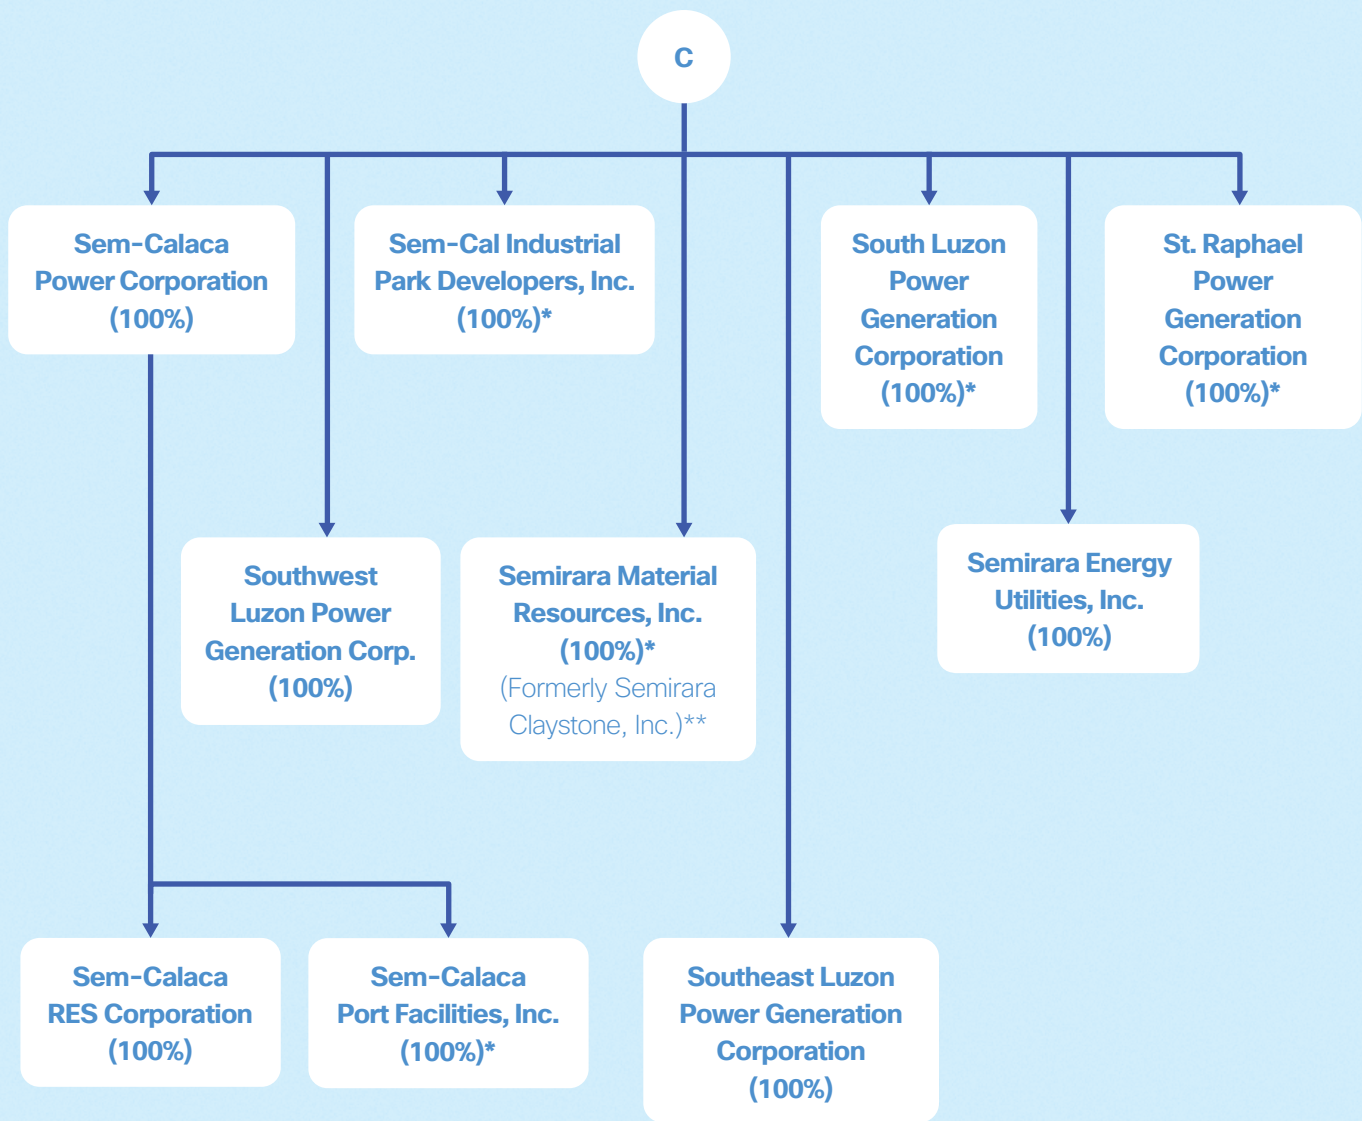 C
Sem-Calaca
Power Corporation
(100%)
Sem-Cal Industrial
Park Developers, Inc.
(100%)*
South Luzon
Power
Generation
Corporation
(100%)*
St. Raphael
Power
Generation
Corporation
(100%)*
Southwest
Luzon Power
Generation Corp.
(100%)
Semirara Material
Resources, Inc.
(100%)*
(Formerly Semirara
Claystone, Inc.)**
Semirara Energy
Utilities, Inc.
(100%)
Sem-Calaca
RES Corporation
(100%)
Sem-Calaca
Port Facilities, Inc.
(100%)*
Southeast Luzon
Power Generation
Corporation
(100%)